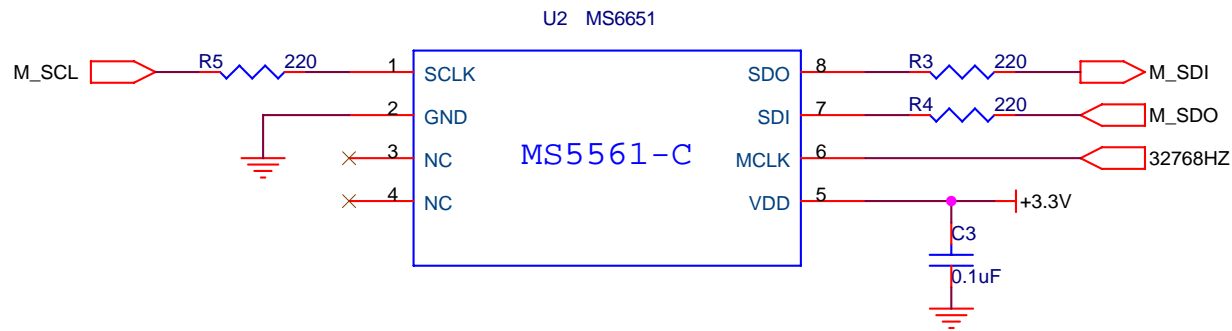 U2 MS6651
M_SCL R5 220 1 SCLK SDO 8 R3 220 M_SDI
2 GND SDI 7 R4 220 M_SDO
3 NC MS5561-C MCLK 6 32768HZ
4 NC VDD 5 +3.3V
C3
0.1uF